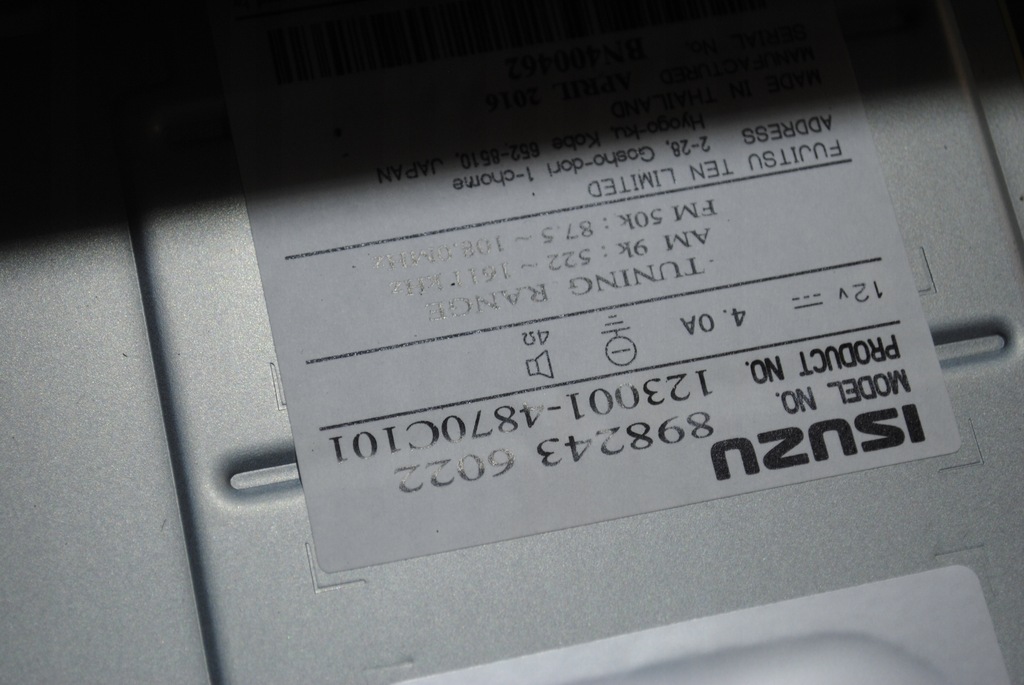 ISUZU
MODEL NO. 898243 6022
PRODUCT NO. 123001-4870C101
12V 4.0A 4Ω
TUNING RANGE
AM 9k : 522 ~ 1611 kHz
FM 50k : 87.5 ~ 108.0MHz
FUJITSU TEN LIMITED
ADDRESS 2-28, Gosho-dori 1-chome
Hyogo-ku Kobe 652-8510, JAPAN
MADE IN THAILAND
MANUFACTURED APRIL 2016
SERIAL No. BN400462